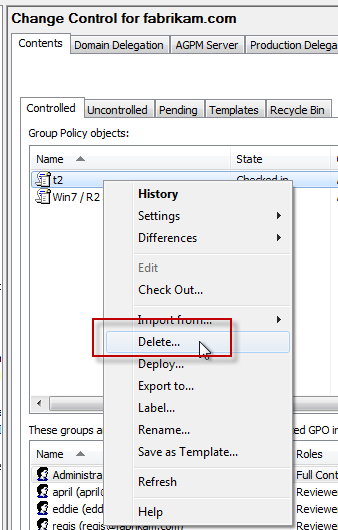 Change Control for fabrikam.com
Contents Domain Delegation AGPM Server Production Delega
Controlled Uncontrolled Pending Templates Recycle Bin
Group Policy objects:
Name State
t2 Checked in
Win7 / R2
History
Settings
Differences
Edit
Check Out...
Import from...
Delete...
Deploy...
Export to...
Label...
Rename...
Save as Template...
Refresh
Help
These groups a ted GPO in
Name Roles
Administra Full Cont
april (april@ Reviewe
eddie (eddie Reviewe
regis (regis@fabrikam.com) Reviewe